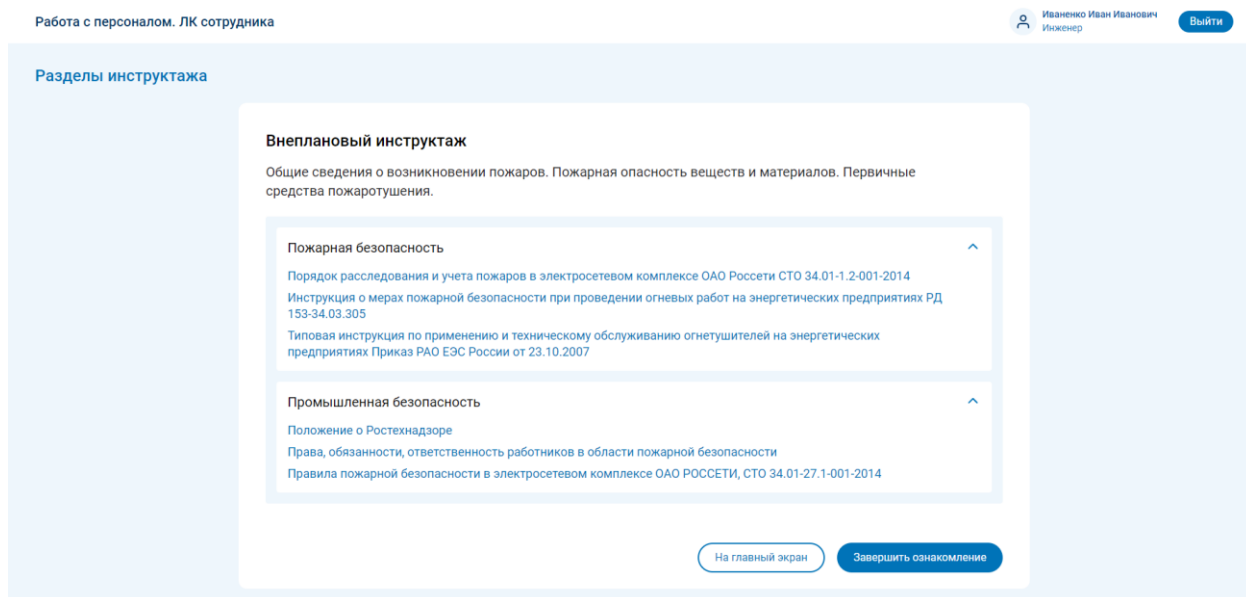 Работа с персоналом. ЛК сотрудника
Иваненко Иван Иванович
Инженер
Выйти
Разделы инструктажа
Внеплановый инструктаж
Общие сведения о возникновении пожаров. Пожарная опасность веществ и материалов. Первичные
средства пожаротушения.
Пожарная безопасность
Порядок расследования и учета пожаров в электросетевом комплексе ОАО Россети СТО 34.01-1.2-001-2014
Инструкция о мерах пожарной безопасности при проведении огневых работ на энергетических предприятиях РД
153-34.03.305
Типовая инструкция по применению и техническому обслуживанию огнетушителей на энергетических
предприятиях Приказ РАО ЕЭС России от 23.10.2007
Промышленная безопасность
Положение о Ростехнадзоре
Права, обязанности, ответственность работников в области пожарной безопасности
Правила пожарной безопасности в электросетевом комплексе ОАО РОССЕТИ, СТО 34.01-27.1-001-2014
На главный экран
Завершить ознакомление